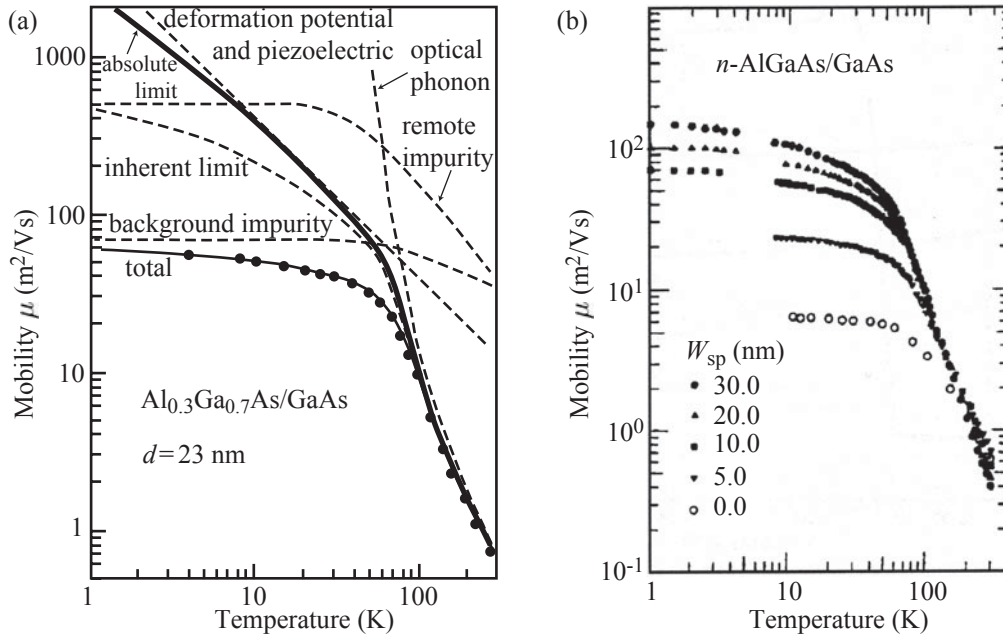 (a)
Mobility μ (m²/Vs)
1000
100
10
1
deformation potential
and piezoelectric
optical
phonon
absolute
limit
remote
impurity
inherent limit
background impurity
total
Al₀.₃Ga₀.₇As/GaAs
d=23 nm
1
10
100
Temperature (K)
(b)
Mobility μ (m²/Vs)
10²
10¹
10⁰
10⁻¹
n-AlGaAs/GaAs
Wsp (nm)
30.0
20.0
10.0
5.0
0.0
1
10
100
Temperature (K)